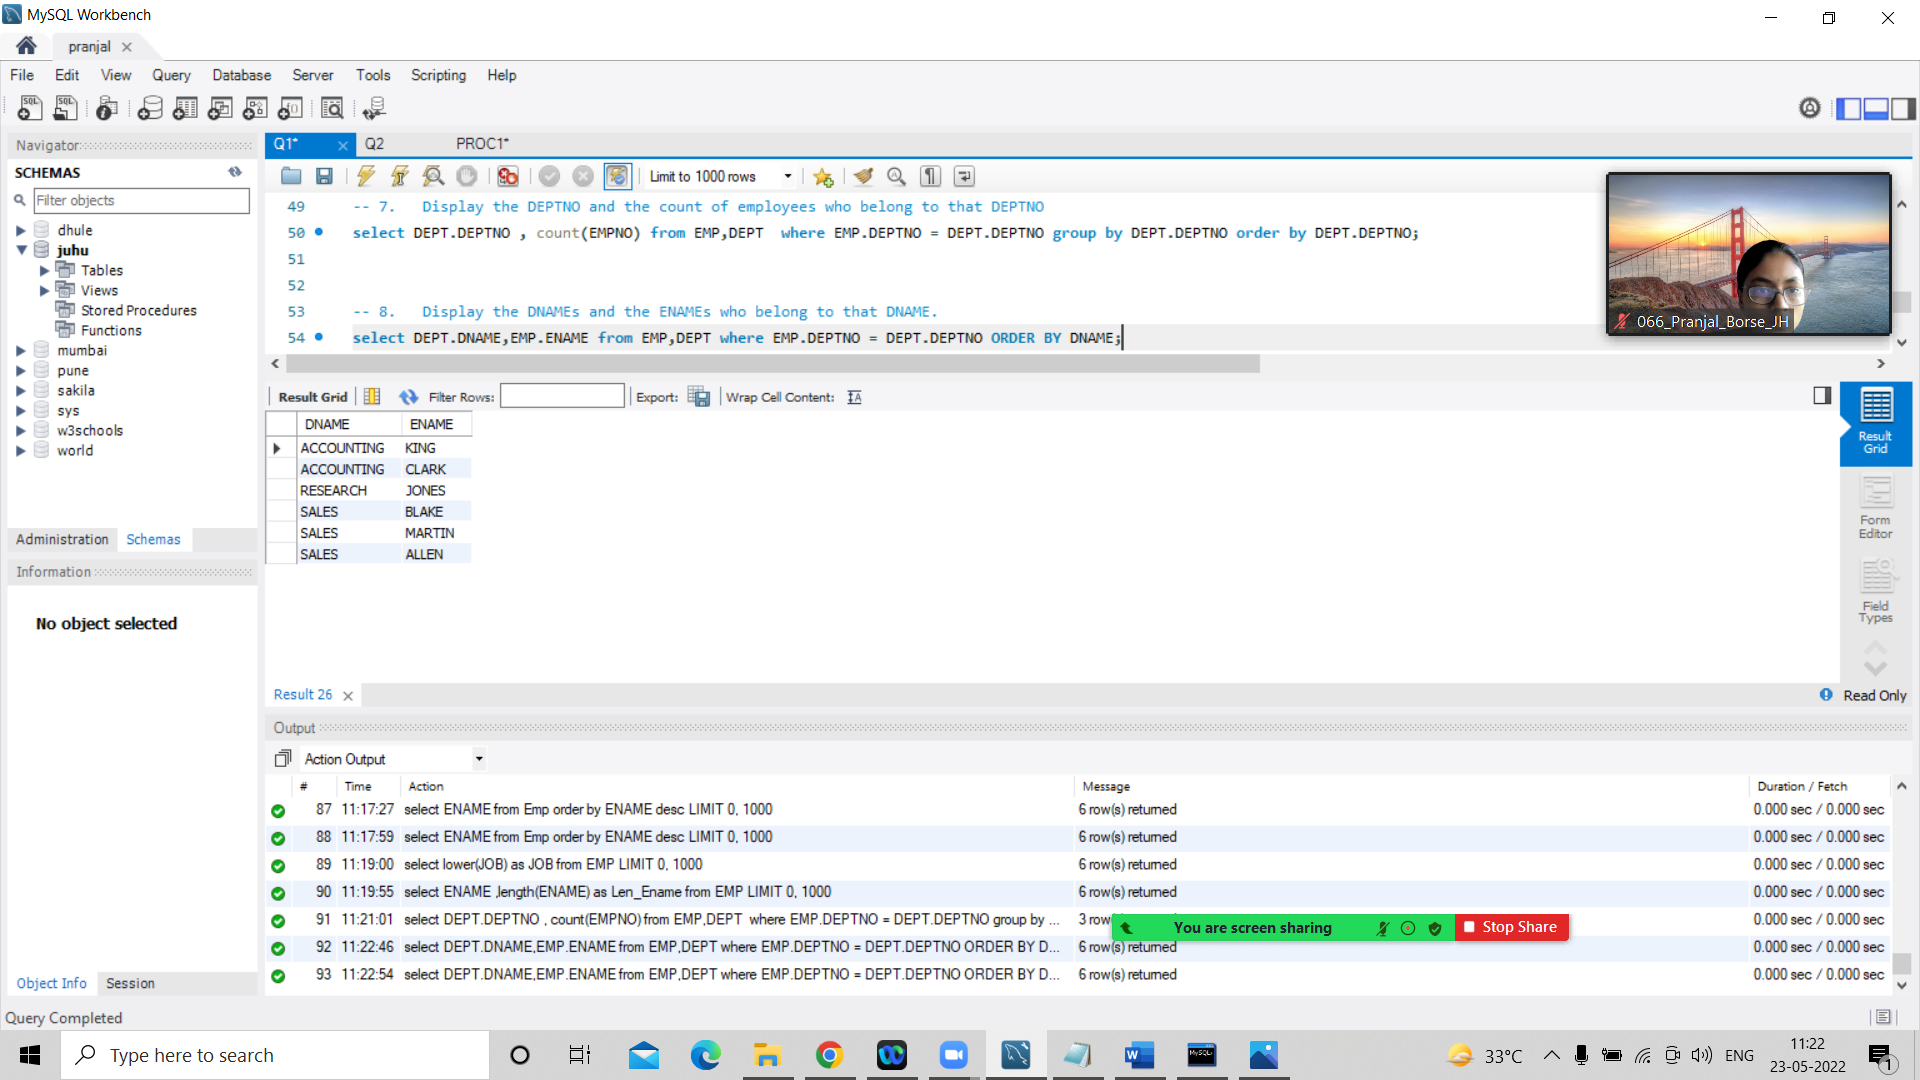 MySQL Workbench
pranjal
File Edit View Query Database Server Tools Scripting Help
Navigator
SCHEMAS
Filter objects
dhule
juhu
Tables
Views
Stored Procedures
Functions
mumbai
pune
sakila
sys
w3schools
world
Administration Schemas
Information
No object selected
Object Info Session
Q1* Q2 PROC1*
Limit to 1000 rows
49 -- 7. Display the DEPTNO and the count of employees who belong to that DEPTNO
50 select DEPT.DEPTNO , count(EMPNO) from EMP,DEPT where EMP.DEPTNO = DEPT.DEPTNO group by DEPT.DEPTNO order by DEPT.DEPTNO;
51
52
53 -- 8. Display the DNAMEs and the ENAMEs who belong to that DNAME.
54 select DEPT.DNAME,EMP.ENAME from EMP,DEPT where EMP.DEPTNO = DEPT.DEPTNO ORDER BY DNAME;
066_Pranjal_Borse_JH
Result Grid Filter Rows: Export: Wrap Cell Content:
DNAME ENAME
ACCOUNTING KING
ACCOUNTING CLARK
RESEARCH JONES
SALES BLAKE
SALES MARTIN
SALES ALLEN
Result Grid
Form Editor
Field Types
Result 26
Read Only
Output
Action Output
# Time Action Message Duration / Fetch
87 11:17:27 select ENAME from Emp order by ENAME desc LIMIT 0, 1000 6 row(s) returned 0.000 sec / 0.000 sec
88 11:17:59 select ENAME from Emp order by ENAME desc LIMIT 0, 1000 6 row(s) returned 0.000 sec / 0.000 sec
89 11:19:00 select lower(JOB) as JOB from EMP LIMIT 0, 1000 6 row(s) returned 0.000 sec / 0.000 sec
90 11:19:55 select ENAME ,length(ENAME) as Len_Ename from EMP LIMIT 0, 1000 6 row(s) returned 0.000 sec / 0.000 sec
91 11:21:01 select DEPT.DEPTNO , count(EMPNO) from EMP,DEPT where EMP.DEPTNO = DEPT.DEPTNO group by ... 3 row 0.000 sec / 0.000 sec
You are screen sharing Stop Share
92 11:22:46 select DEPT.DNAME,EMP.ENAME from EMP,DEPT where EMP.DEPTNO = DEPT.DEPTNO ORDER BY D... 6 row(s) returned 0.000 sec / 0.000 sec
93 11:22:54 select DEPT.DNAME,EMP.ENAME from EMP,DEPT where EMP.DEPTNO = DEPT.DEPTNO ORDER BY D... 6 row(s) returned 0.000 sec / 0.000 sec
Query Completed
Type here to search
33°C
ENG
11:22
23-05-2022
1